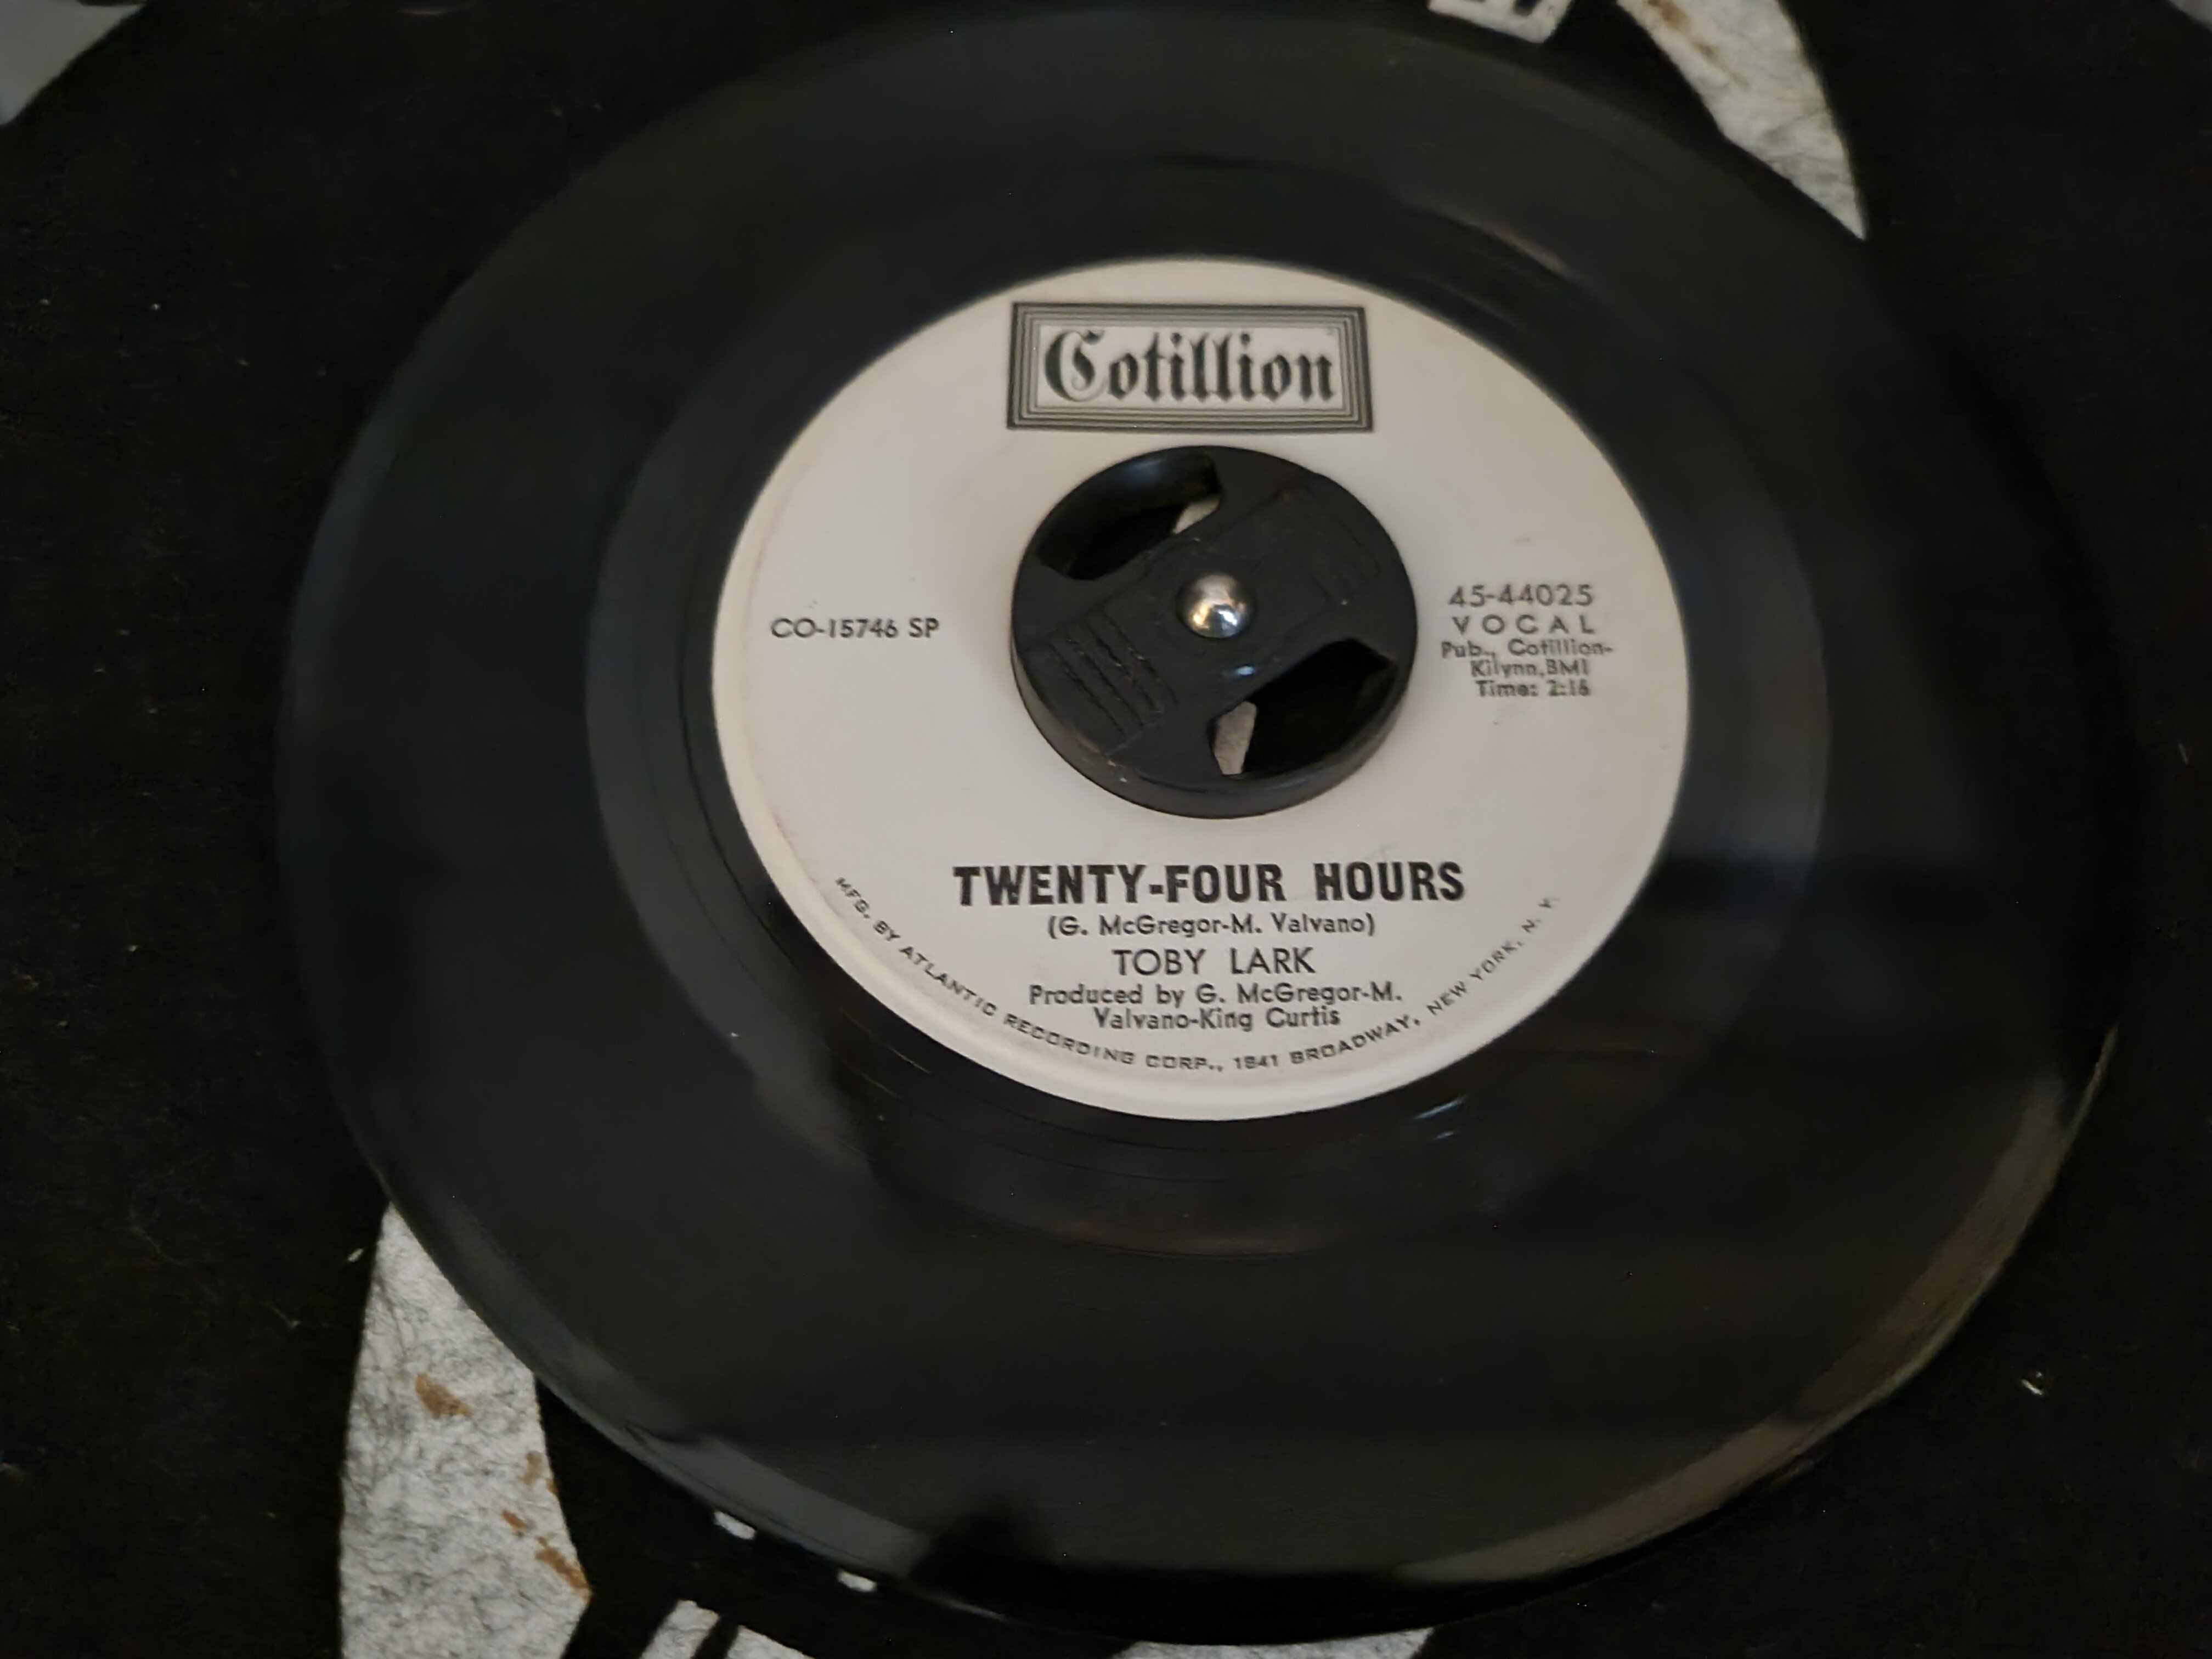 Cotillion
CO-15746 SP
45-44025
VOCAL
Pub., Cotillion-
Kilynn,BMI
Time: 2:16
TWENTY-FOUR HOURS
(G. McGregor-M. Valvano)
TOBY LARK
Produced by G. McGregor-M.
Valvano-King Curtis
MFG. BY ATLANTIC RECORDING CORP., 1841 BROADWAY, NEW YORK, N. Y.